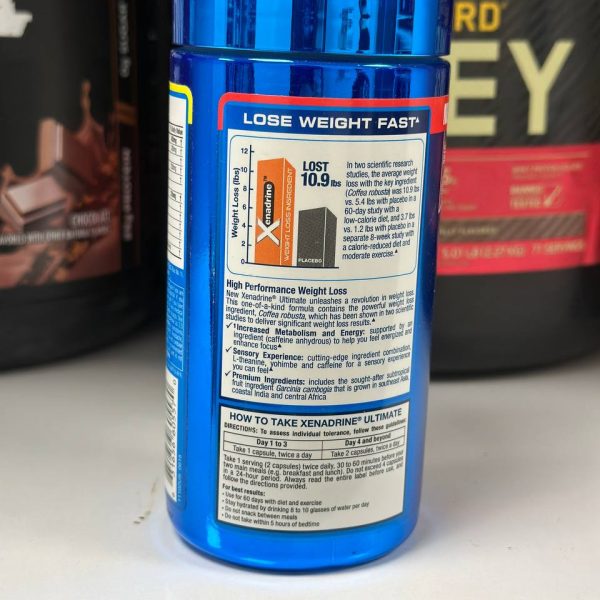 RD
EY
CHOCOLATE
LOSE WEIGHT FAST▲
12
10
8
6
4
2
0
Weight Loss (lbs)
Xenadrine™
WEIGHT LOSS INGREDIENT
PLACEBO
LOST
10.9 lbs
In two scientific research
studies, the average weight
loss with the key ingredient
(Coffea robusta) was 10.9 lbs
vs. 5.4 lbs with placebo in a
60-day study with a
low-calorie diet, and 3.7 lbs
vs. 1.2 lbs with placebo in a
separate 8-week study with
a calorie-reduced diet and
moderate exercise.▲
High Performance Weight Loss
New Xenadrine® Ultimate unleashes a revolution in weight loss.
This one-of-a-kind formula contains the powerful weight loss
ingredient, Coffea robusta, which has been shown in two scientific
studies to deliver significant weight loss results.▲
✓Increased Metabolism and Energy: supported by an
ingredient (caffeine anhydrous) to help you feel energized and
enhance focus▲
✓Sensory Experience: cutting-edge ingredient combination,
L-theanine, yohimbe and caffeine for a sensory experience
you can feel▲
✓Premium Ingredients: includes the sought-after subtropical
fruit ingredient Garcinia cambogia that is grown in southeast Asia,
coastal India and central Africa
HOW TO TAKE XENADRINE® ULTIMATE
DIRECTIONS: To assess individual tolerance, follow these guidelines
Day 1 to 3 Day 4 and beyond
Take 1 capsule, twice a day Take 2 capsules, twice a day
Take 1 serving (2 capsules) twice daily, 30 to 60 minutes before your
two main meals (e.g. breakfast and lunch). Do not exceed 4 capsules
in a 24-hour period. Always read the entire label before use, and
follow the directions provided.
For best results:
• Use for 60 days with diet and exercise
• Stay hydrated by drinking 8 to 10 glasses of water per day
• Do not snack between meals
• Do not take within 5 hours of bedtime